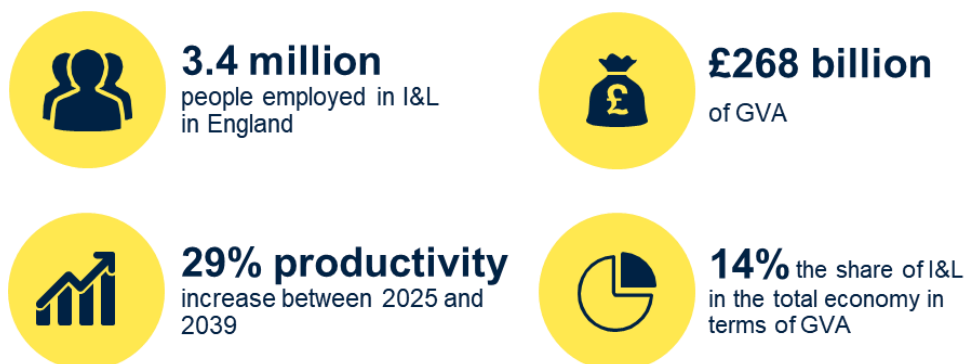 3.4 million
people employed in I&L
in England
£
£268 billion
of GVA
29% productivity
increase between 2025 and
2039
14% the share of I&L
in the total economy in
terms of GVA